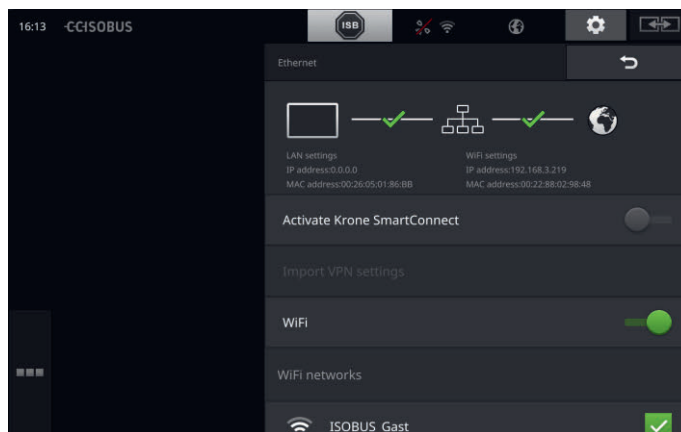 16:13 CCISOBUS ISB
Ethernet
LAN settings WiFi settings
IP address:0.0.0.0 IP address:192.168.3.219
MAC address:00:26:05:01:86:BB MAC address:00:22:88:02:98:48
Activate Krone SmartConnect
Import VPN settings
WiFi
WiFi networks
ISOBUS_Gast